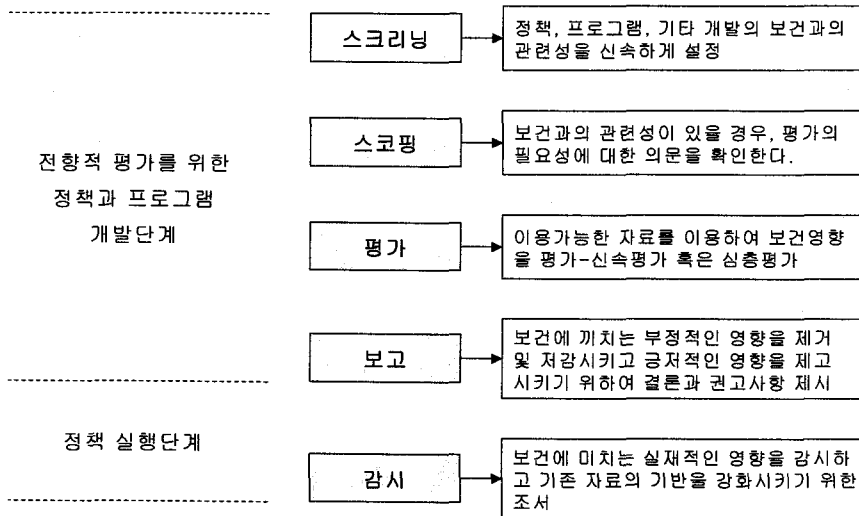 스크리닝
정책, 프로그램, 기타 개발의 보건과의
관련성을 신속하게 설정
전향적 평가를 위한
정책과 프로그램
개발단계
스코핑
보건과의 관련성이 있을 경우, 평가의
필요성에 대한 의문을 확인한다.
평가
이용가능한 자료를 이용하여 보건영향
을 평가-신속평가 혹은 심층평가
보고
보건에 끼치는 부정적인 영향을 제거
및 저감시키고 긍저적인 영향을 제고
시키기 위하여 결론과 권고사항 제시
정책 실행단계
감시
보건에 미치는 실재적인 영향을 감시하
고 기존 자료의 기반을 강화시키기 위한
조서